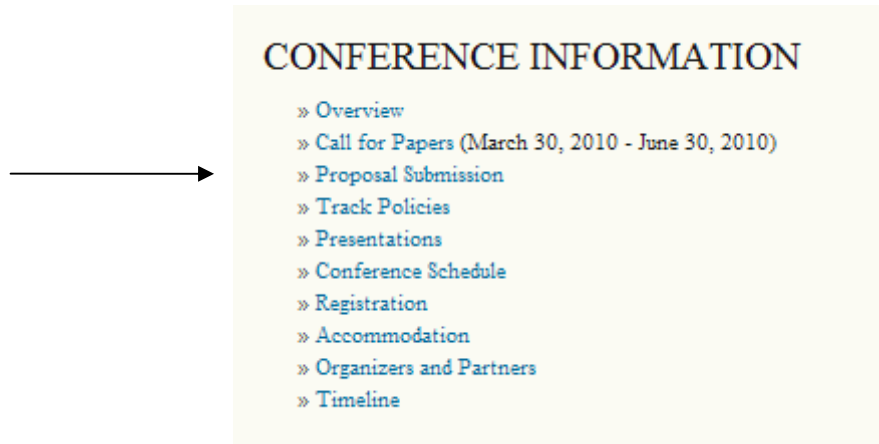 CONFERENCE INFORMATION
» Overview
» Call for Papers (March 30, 2010 - June 30, 2010)
» Proposal Submission
» Track Policies
» Presentations
» Conference Schedule
» Registration
» Accommodation
» Organizers and Partners
» Timeline